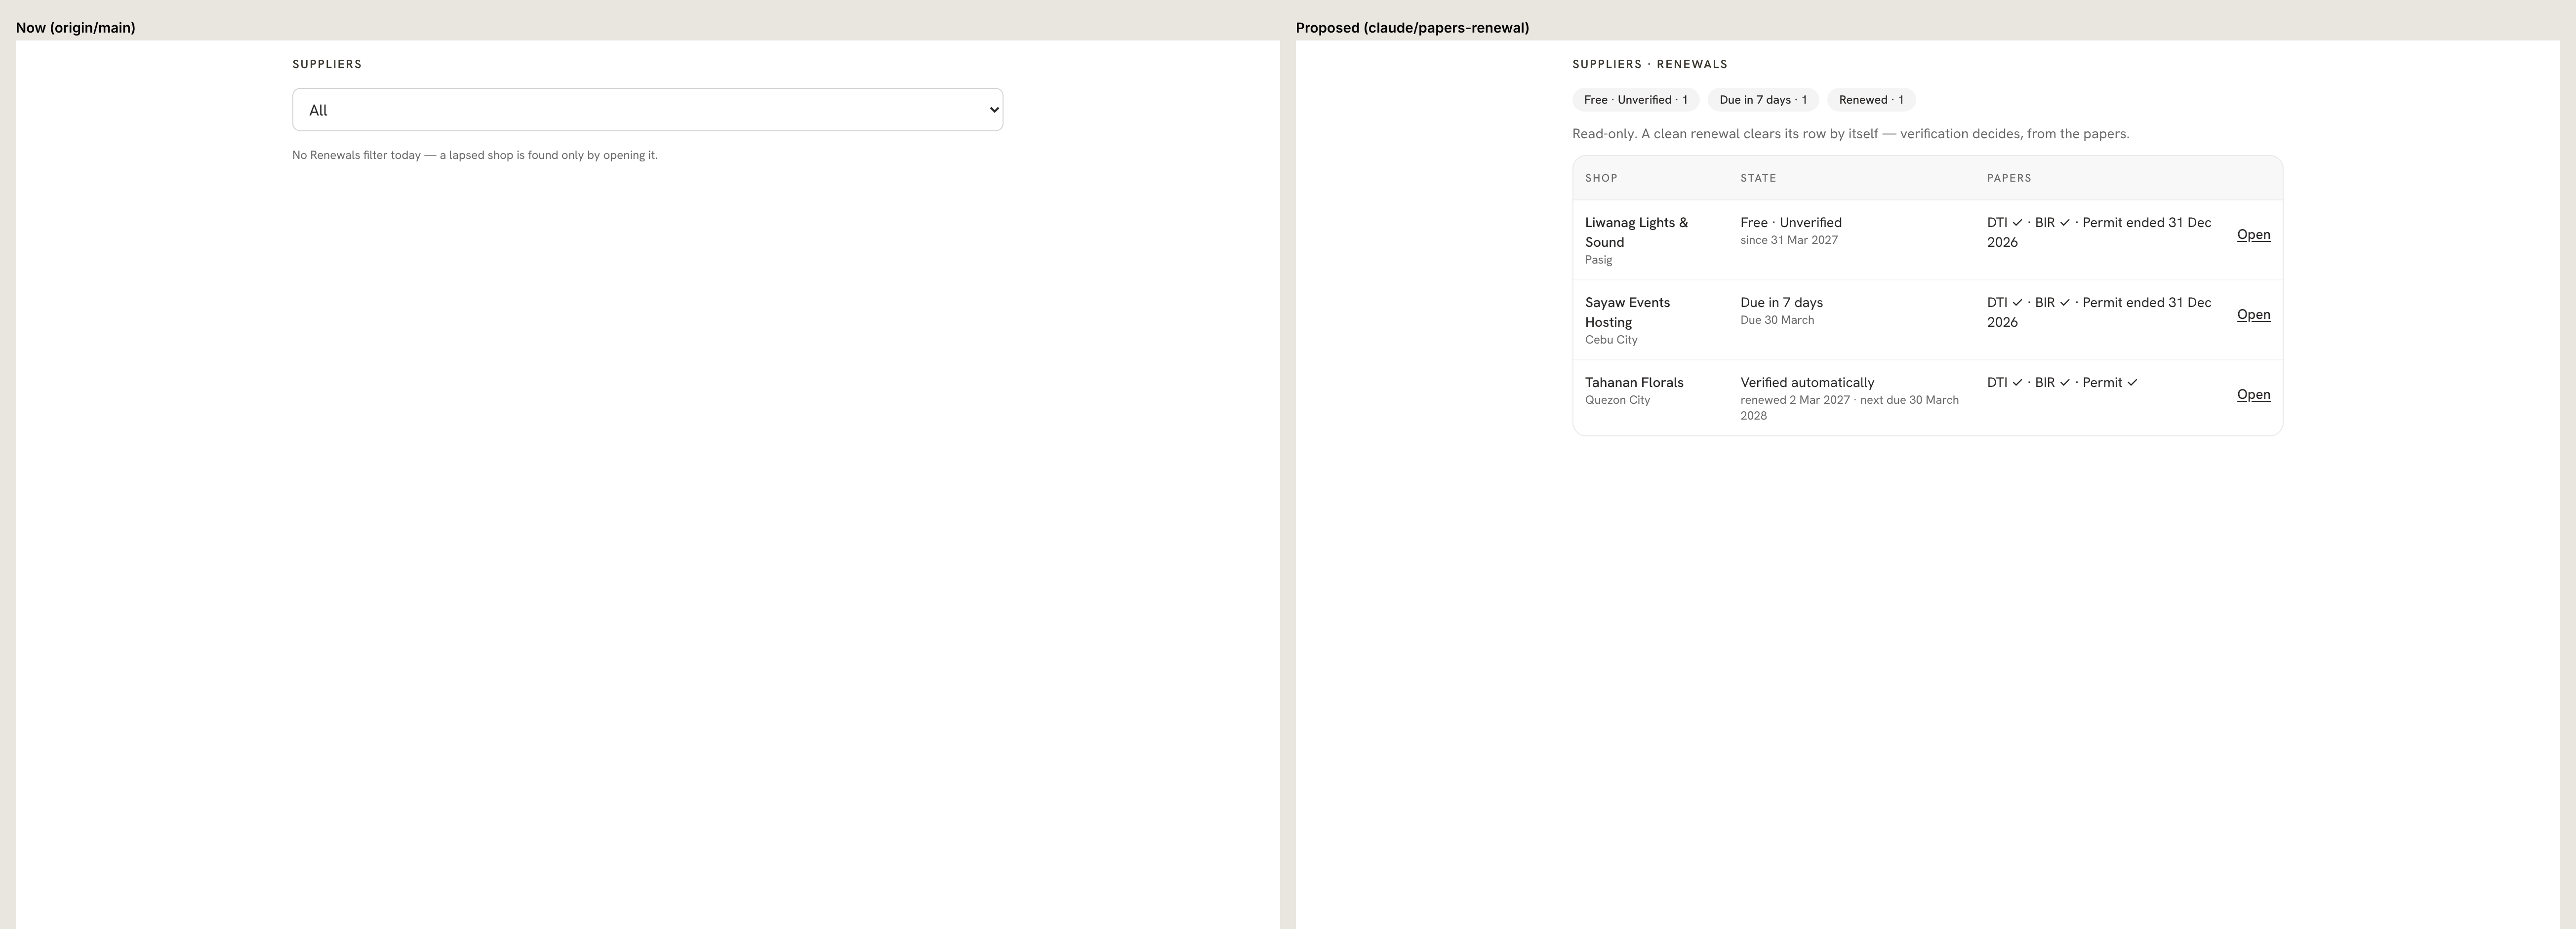 Now (origin/main)
SUPPLIERS
All
No Renewals filter today — a lapsed shop is found only by opening it.
Proposed (claude/papers-renewal)
SUPPLIERS · RENEWALS
Free · Unverified · 1
Due in 7 days · 1
Renewed · 1
Read-only. A clean renewal clears its row by itself — verification decides, from the papers.
SHOP
STATE
PAPERS
Liwanag Lights &
Sound
Pasig
Free · Unverified
since 31 Mar 2027
DTI ✓ · BIR ✓ · Permit ended 31 Dec
2026
Open
Sayaw Events
Hosting
Cebu City
Due in 7 days
Due 30 March
DTI ✓ · BIR ✓ · Permit ended 31 Dec
2026
Open
Tahanan Florals
Quezon City
Verified automatically
renewed 2 Mar 2027 · next due 30 March
2028
DTI ✓ · BIR ✓ · Permit ✓
Open